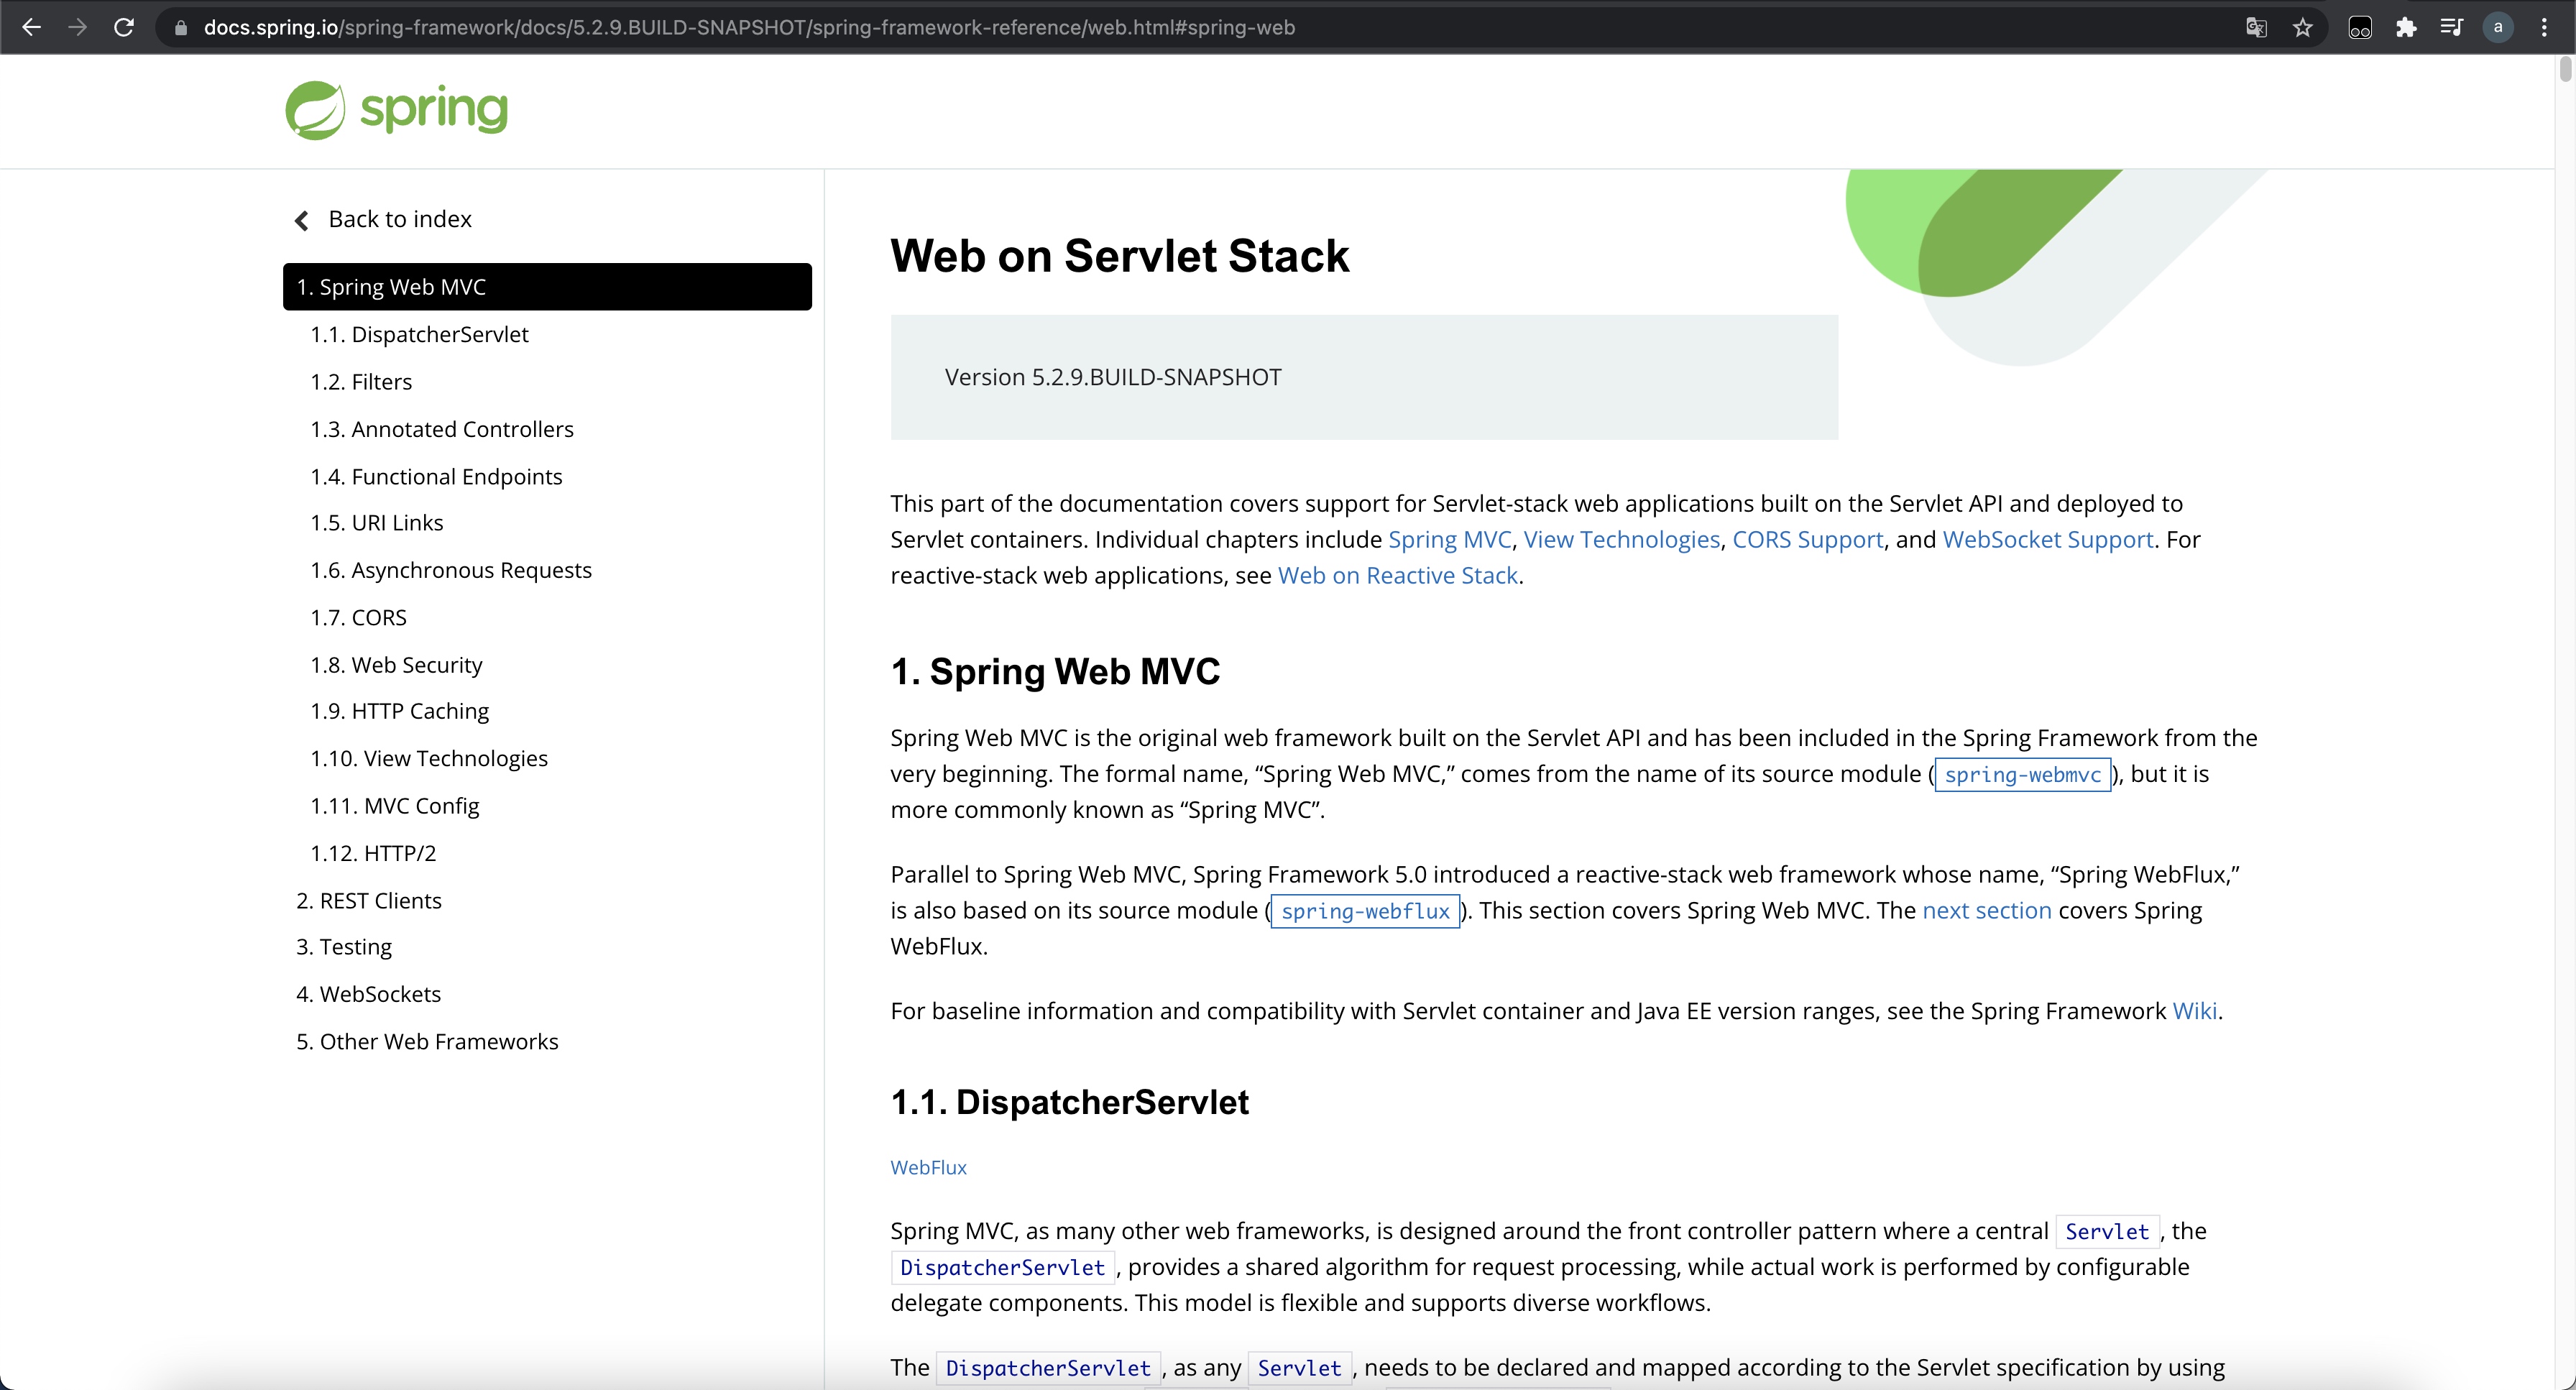 docs.spring.io/spring-framework/docs/5.2.9.BUILD-SNAPSHOT/spring-framework-reference/web.html#spring-web
a
spring
Back to index
1. Spring Web MVC
1.1. DispatcherServlet
1.2. Filters
1.3. Annotated Controllers
1.4. Functional Endpoints
1.5. URI Links
1.6. Asynchronous Requests
1.7. CORS
1.8. Web Security
1.9. HTTP Caching
1.10. View Technologies
1.11. MVC Config
1.12. HTTP/2
2. REST Clients
3. Testing
4. WebSockets
5. Other Web Frameworks
Web on Servlet Stack
Version 5.2.9.BUILD-SNAPSHOT
This part of the documentation covers support for Servlet-stack web applications built on the Servlet API and deployed to
Servlet containers. Individual chapters include Spring MVC, View Technologies, CORS Support, and WebSocket Support. For
reactive-stack web applications, see Web on Reactive Stack.
1. Spring Web MVC
Spring Web MVC is the original web framework built on the Servlet API and has been included in the Spring Framework from the
very beginning. The formal name, “Spring Web MVC,” comes from the name of its source module (spring-webmvc), but it is
more commonly known as “Spring MVC”.
Parallel to Spring Web MVC, Spring Framework 5.0 introduced a reactive-stack web framework whose name, “Spring WebFlux,”
is also based on its source module (spring-webflux). This section covers Spring Web MVC. The next section covers Spring
WebFlux.
For baseline information and compatibility with Servlet container and Java EE version ranges, see the Spring Framework Wiki.
1.1. DispatcherServlet
WebFlux
Spring MVC, as many other web frameworks, is designed around the front controller pattern where a central Servlet, the
DispatcherServlet, provides a shared algorithm for request processing, while actual work is performed by configurable
delegate components. This model is flexible and supports diverse workflows.
The DispatcherServlet, as any Servlet, needs to be declared and mapped according to the Servlet specification by using